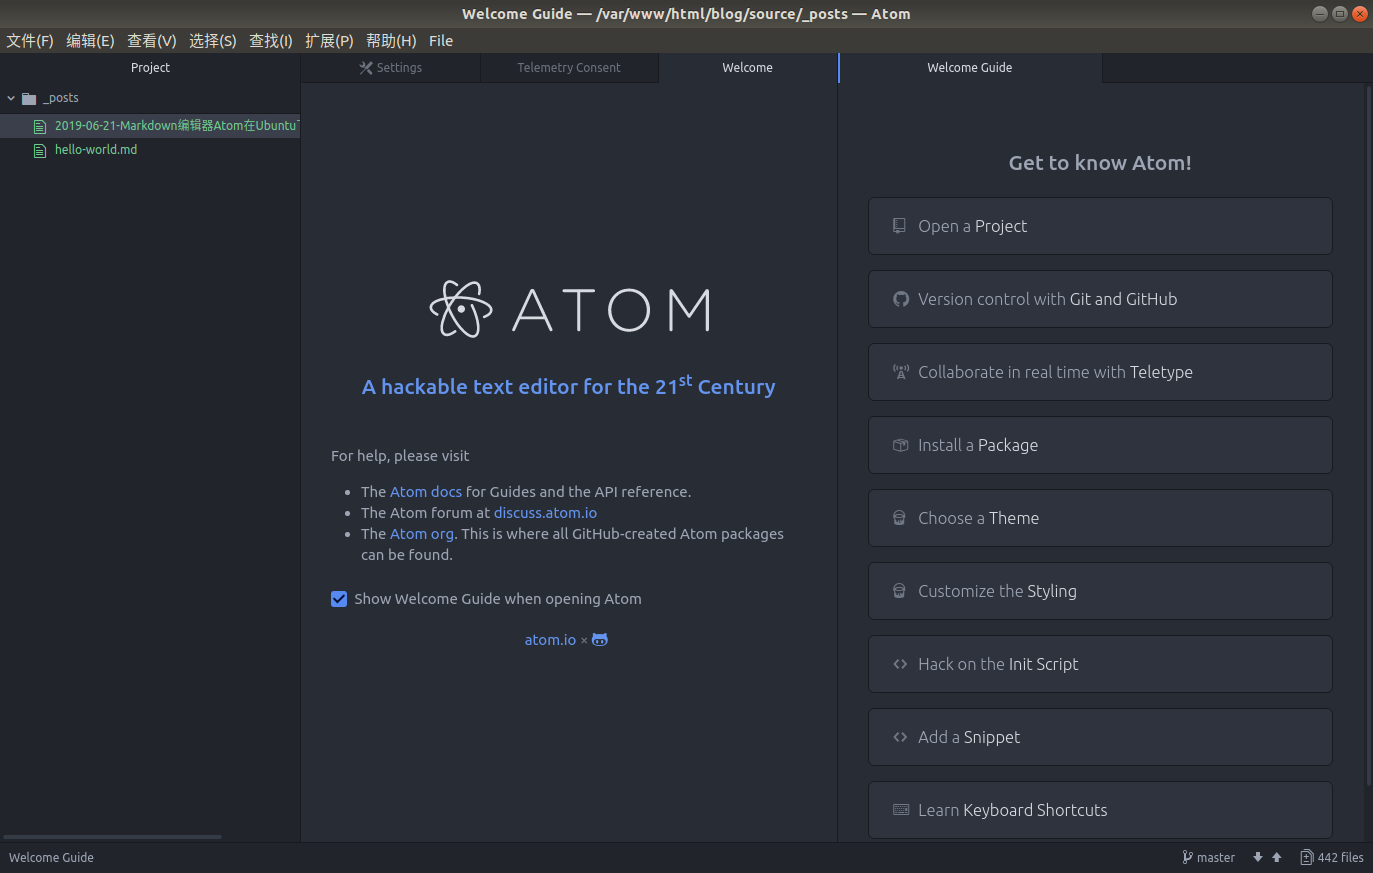 Welcome Guide — /var/www/html/blog/source/_posts — Atom
文件(F) 编辑(E) 查看(V) 选择(S) 查找(I) 扩展(P) 帮助(H) File
Project
Settings
Telemetry Consent
Welcome
Welcome Guide
_posts
2019-06-21-Markdown编辑器Atom在Ubuntu
hello-world.md
ATOM
A hackable text editor for the 21st Century
For help, please visit
• The Atom docs for Guides and the API reference.
• The Atom forum at discuss.atom.io
• The Atom org. This is where all GitHub-created Atom packages
can be found.
Show Welcome Guide when opening Atom
atom.io ×
Get to know Atom!
Open a Project
Version control with Git and GitHub
Collaborate in real time with Teletype
Install a Package
Choose a Theme
Customize the Styling
Hack on the Init Script
Add a Snippet
Learn Keyboard Shortcuts
Welcome Guide
master
442 files